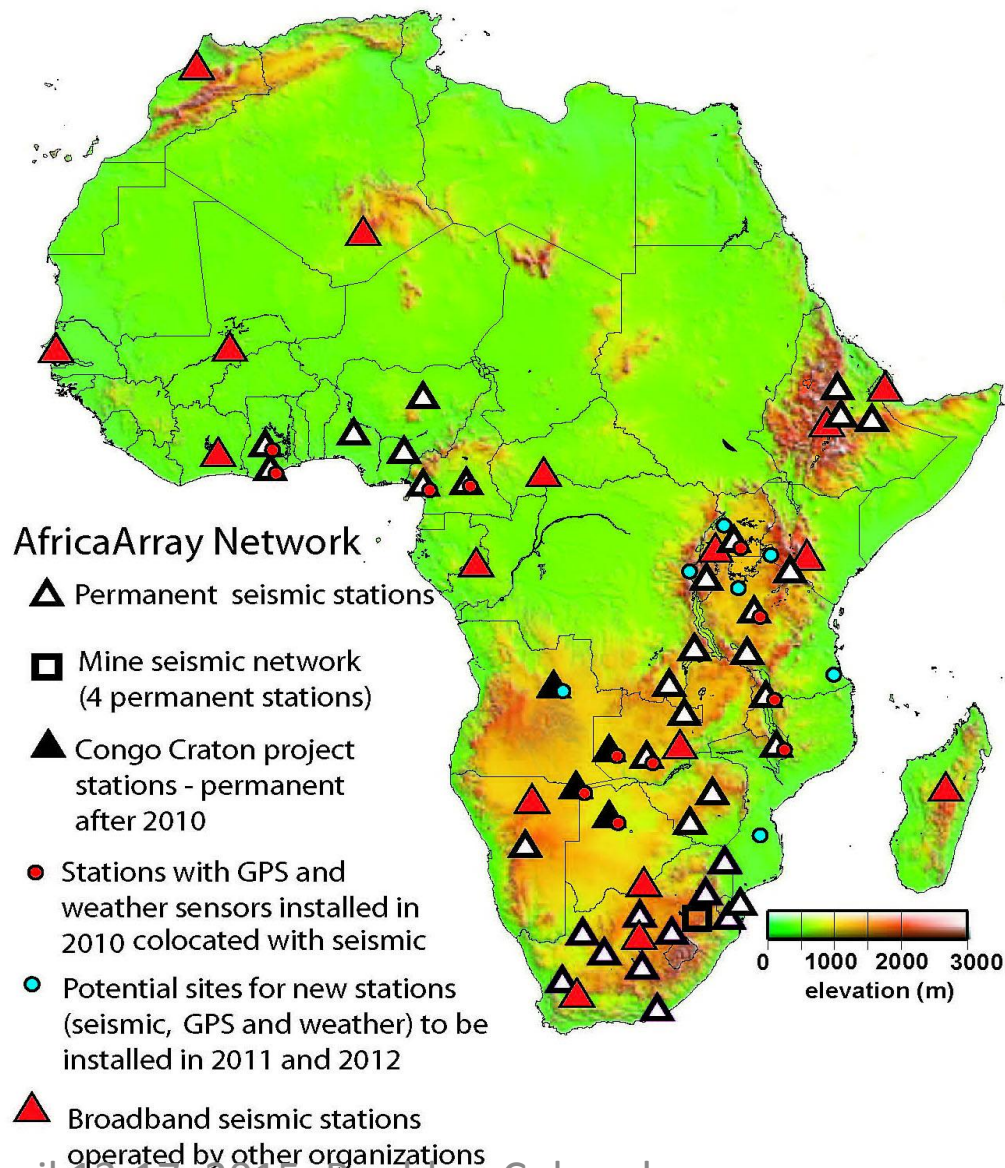 AfricaArray Network
Permanent seismic stations
Mine seismic network
(4 permanent stations)
Congo Craton project
stations - permanent
after 2010
Stations with GPS and
weather sensors installed in
2010 colocated with seismic
Potential sites for new stations
(seismic, GPS and weather) to be
installed in 2011 and 2012
Broadband seismic stations
operated by other organizations
0 1000 2000 3000
elevation (m)